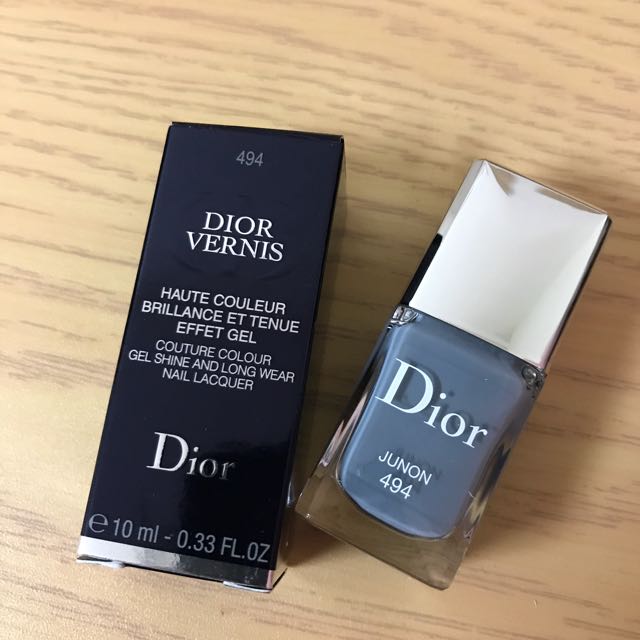 494
DIOR
VERNIS
HAUTE COULEUR
BRILLANCE ET TENUE
EFFET GEL
COUTURE COLOUR
GEL SHINE AND LONG WEAR
NAIL LACQUER
Dior
℮ 10 ml - 0.33 FL.OZ
Dior
JUNON
494